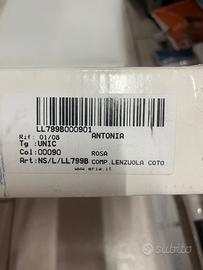 LL799B000901
Rif: 01/08 ANTONIA
Tg :UNIC
Col:00090 ROSA
Art:NS/L/LL799B COMP.LENZUOLA COTO
www.eria.it
subito